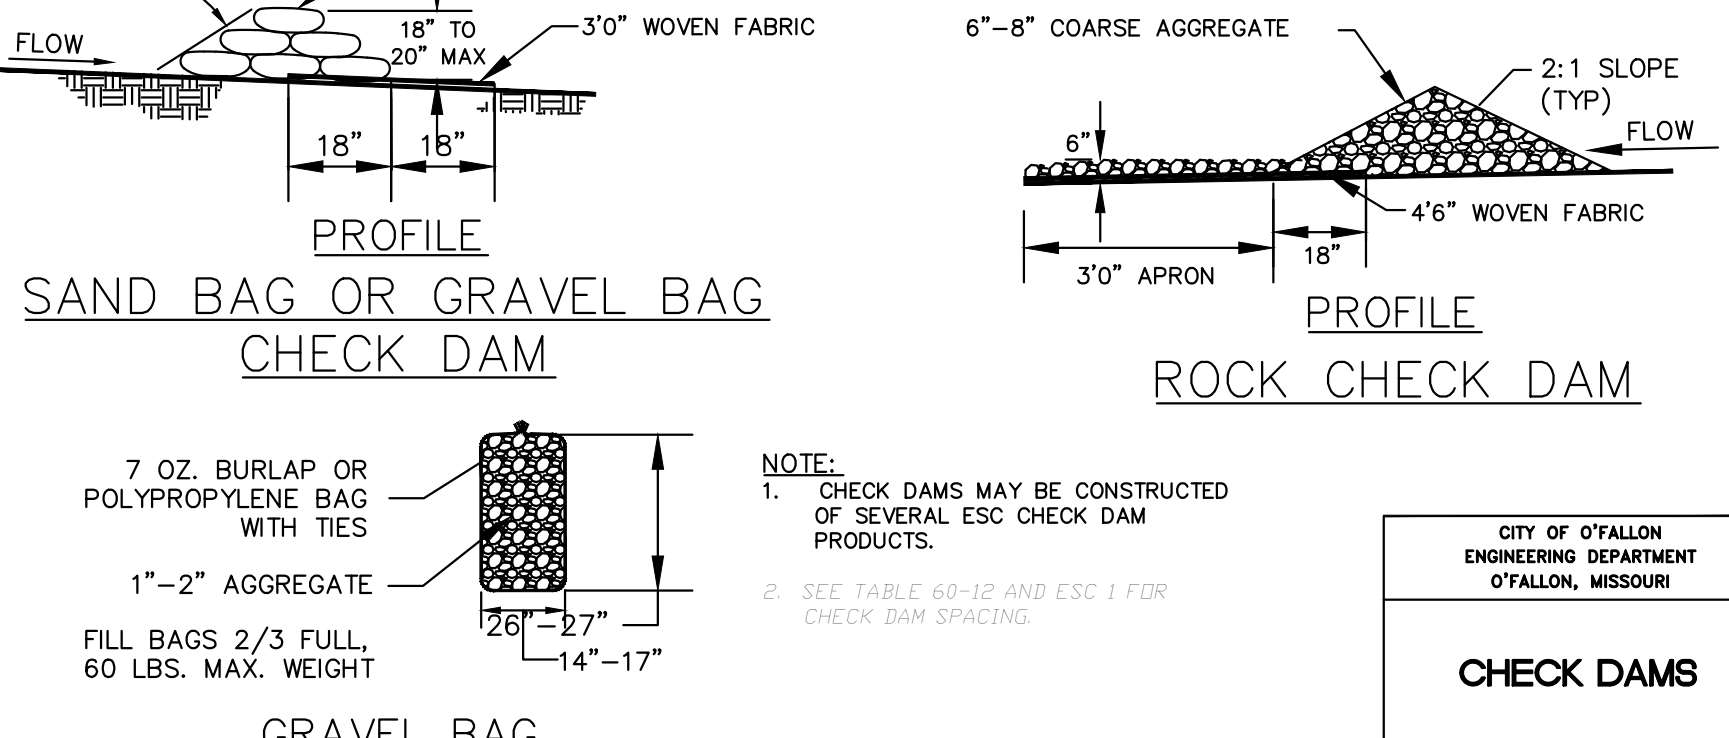 FLOW
18" TO
20" MAX
3'0" WOVEN FABRIC
18"
18"
PROFILE
SAND BAG OR GRAVEL BAG
CHECK DAM
6"-8" COARSE AGGREGATE
2:1 SLOPE
(TYP)
FLOW
6"
4'6" WOVEN FABRIC
18"
3'0" APRON
PROFILE
ROCK CHECK DAM
7 OZ. BURLAP OR
POLYPROPYLENE BAG
WITH TIES
1"-2" AGGREGATE
FILL BAGS 2/3 FULL,
60 LBS. MAX. WEIGHT
26"-27"
14"-17"
GRAVEL BAG
NOTE:
1. CHECK DAMS MAY BE CONSTRUCTED
OF SEVERAL ESC CHECK DAM
PRODUCTS.
2. SEE TABLE 60-12 AND ESC 1 FOR
CHECK DAM SPACING.
CITY OF O'FALLON
ENGINEERING DEPARTMENT
O'FALLON, MISSOURI
CHECK DAMS